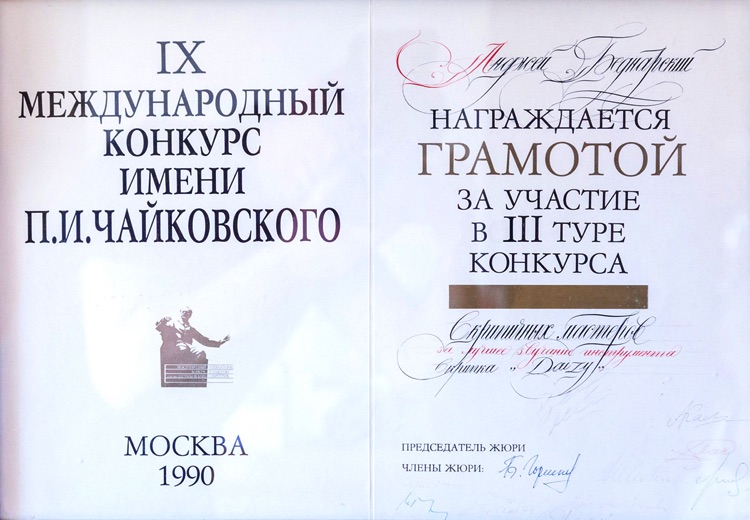 IX
МЕЖДУНАРОДНЫЙ
КОНКУРС
ИМЕНИ
П.И.ЧАЙКОВСКОГО
МОСКВА
1990
Анджей Беднарский
НАГРАЖДАЕТСЯ
ГРАМОТОЙ
ЗА УЧАСТИЕ
В III ТУРЕ
КОНКУРСА
Скрипичных мастеров
за лучшее звучание инструмента
Скрипка
ПРЕДСЕДАТЕЛЬ ЖЮРИ
ЧЛЕНЫ ЖЮРИ: